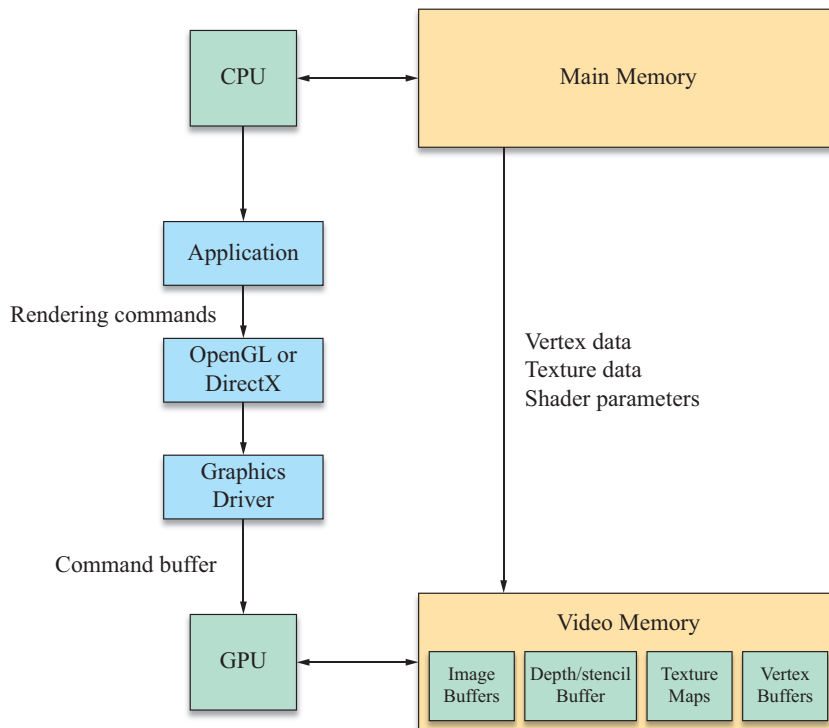 CPU
Main Memory
Application
Rendering commands
OpenGL or
DirectX
Vertex data
Texture data
Shader parameters
Graphics
Driver
Command buffer
GPU
Video Memory
Image
Buffers
Depth/stencil
Buffer
Texture
Maps
Vertex
Buffers